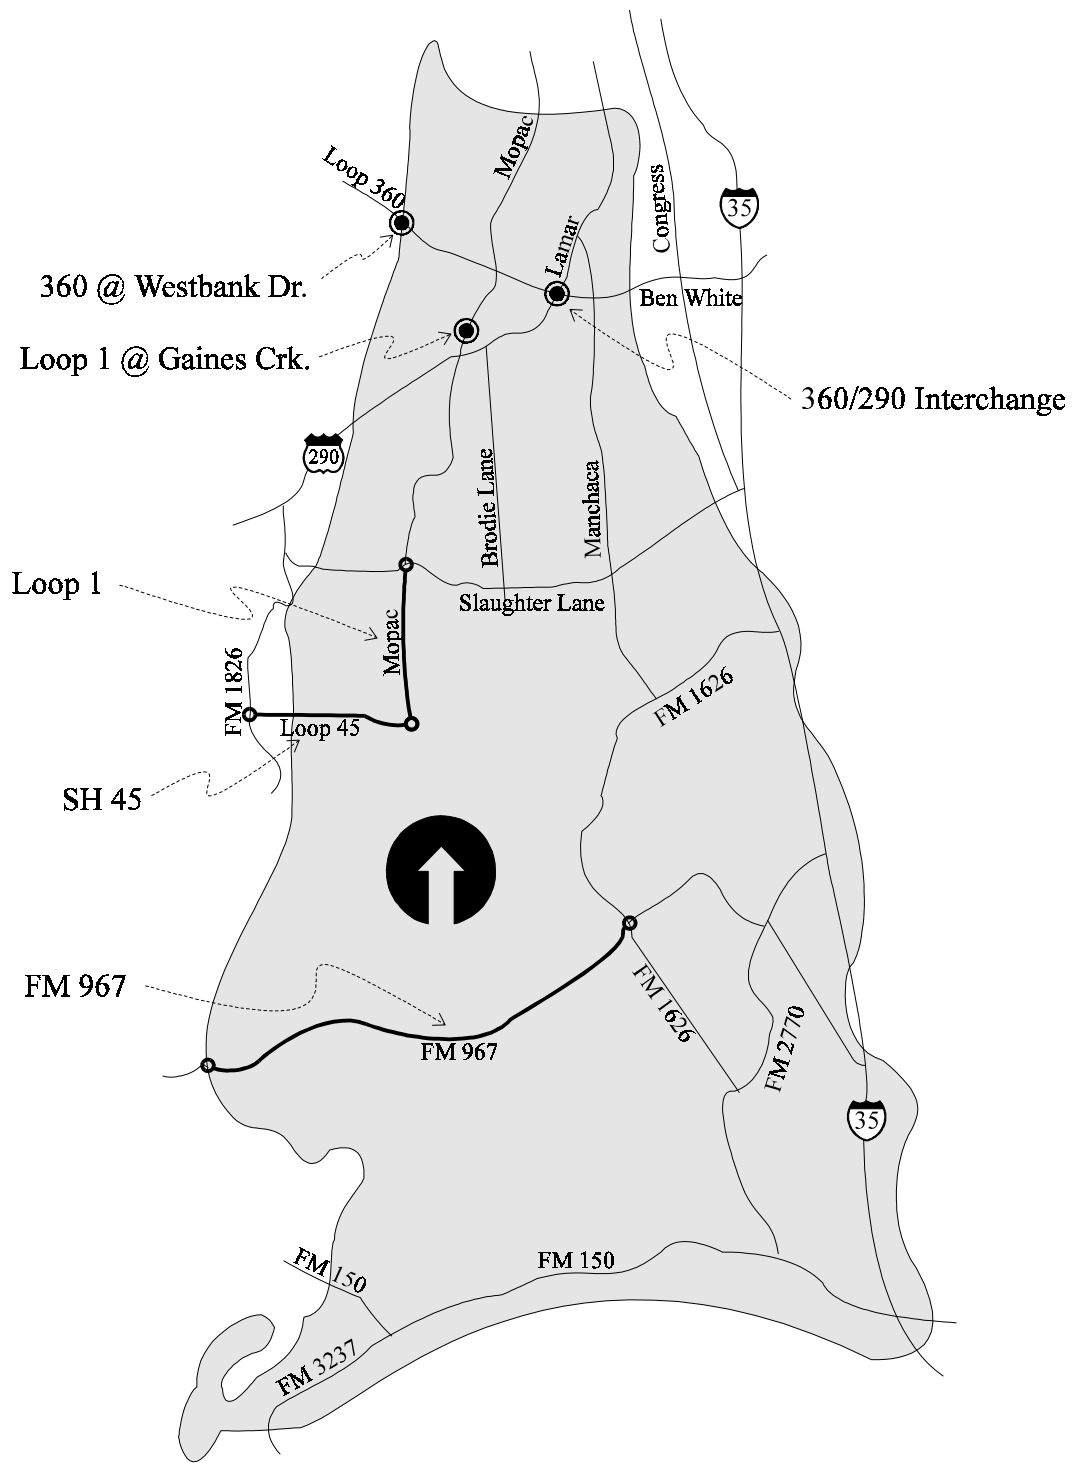 Mopac
Loop 360
Congress
35
Lamar
360 @ Westbank Dr.
Ben White
Loop 1 @ Gaines Crk.
360/290 Interchange
290
Brodie Lane
Manchaca
Loop 1
Slaughter Lane
Mopac
FM 1826
FM 1626
Loop 45
SH 45
FM 967
FM 1626
FM 2770
FM 967
35
FM 150
FM 150
FM 3237